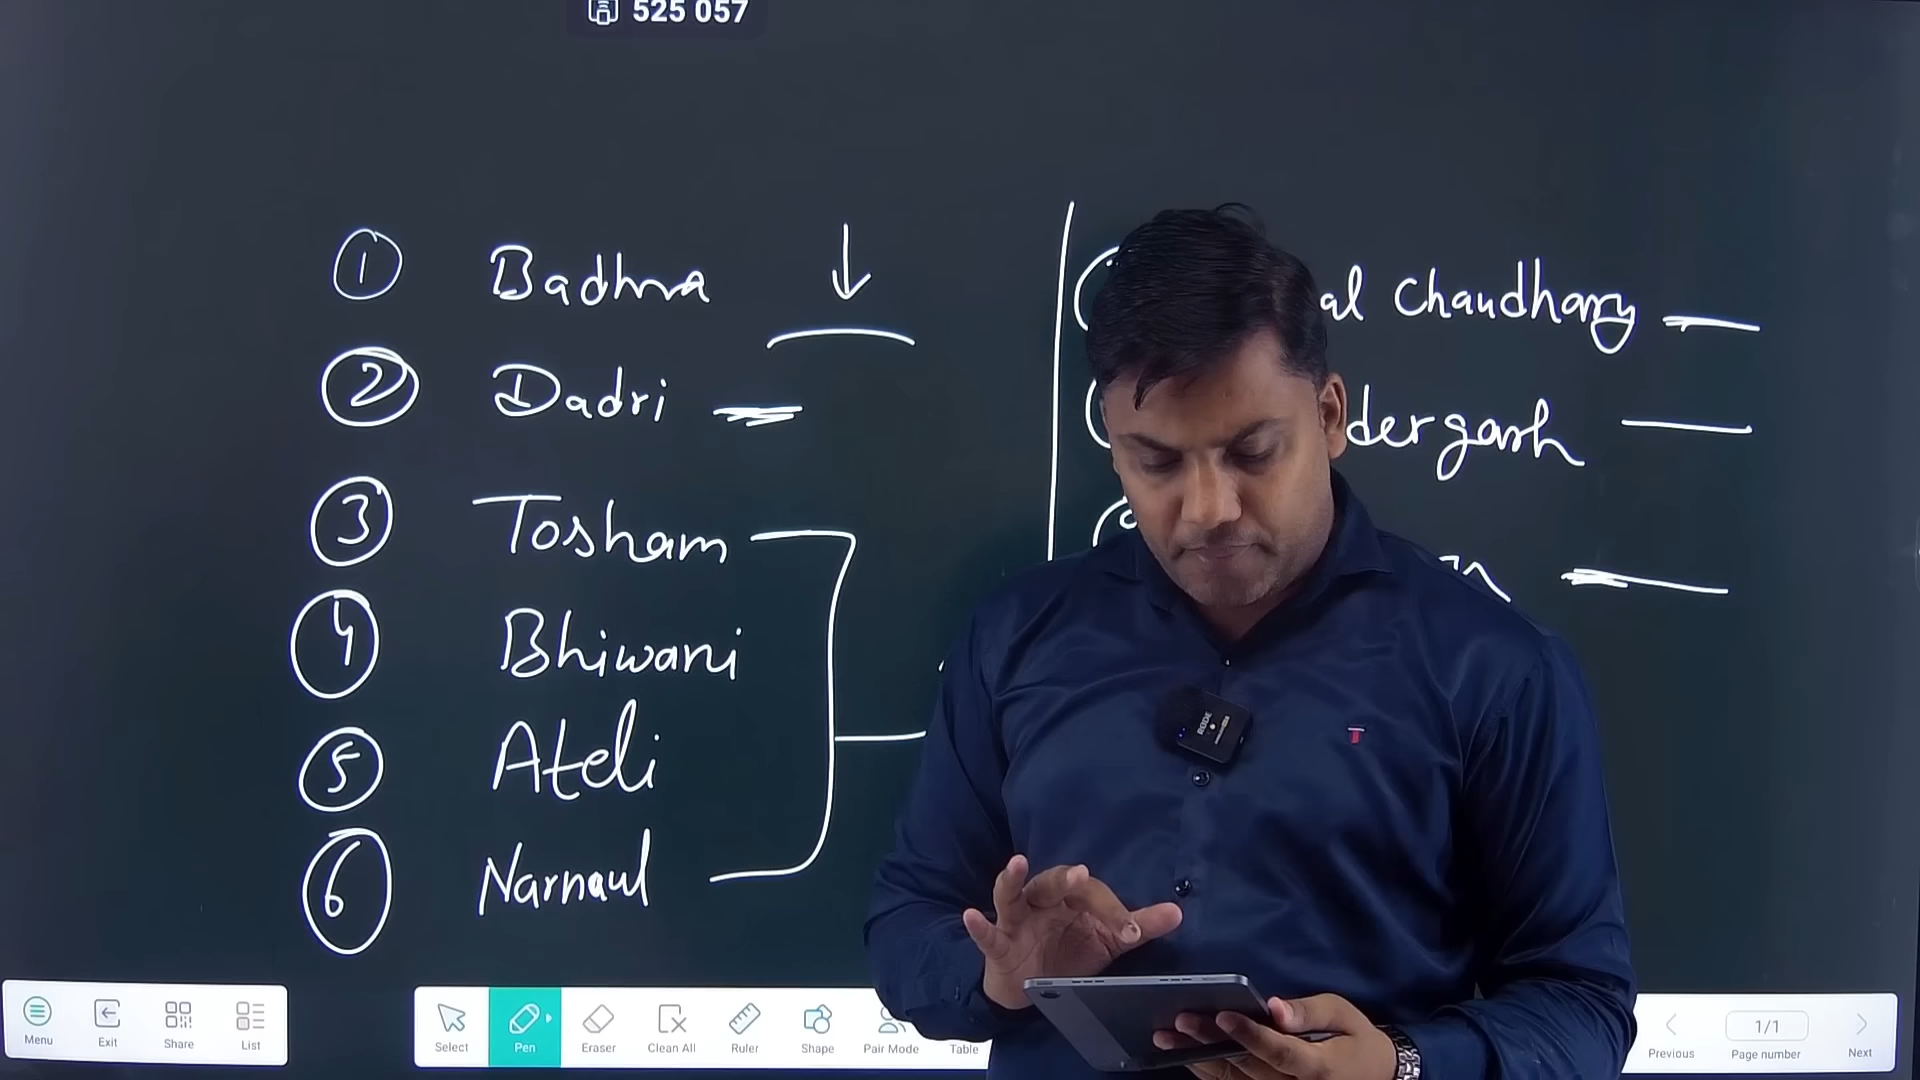 525 057
1 Badhra
2 Dadri
3 Tosham
4 Bhiwani
5 Ateli
6 Narnaul
al Chaudhary
dergarh
RODE
T
Menu
Exit
Share
List
Select
Pen
Eraser
Clean All
Ruler
Shape
Pair Mode
Table
Previous
1/1
Page number
Next